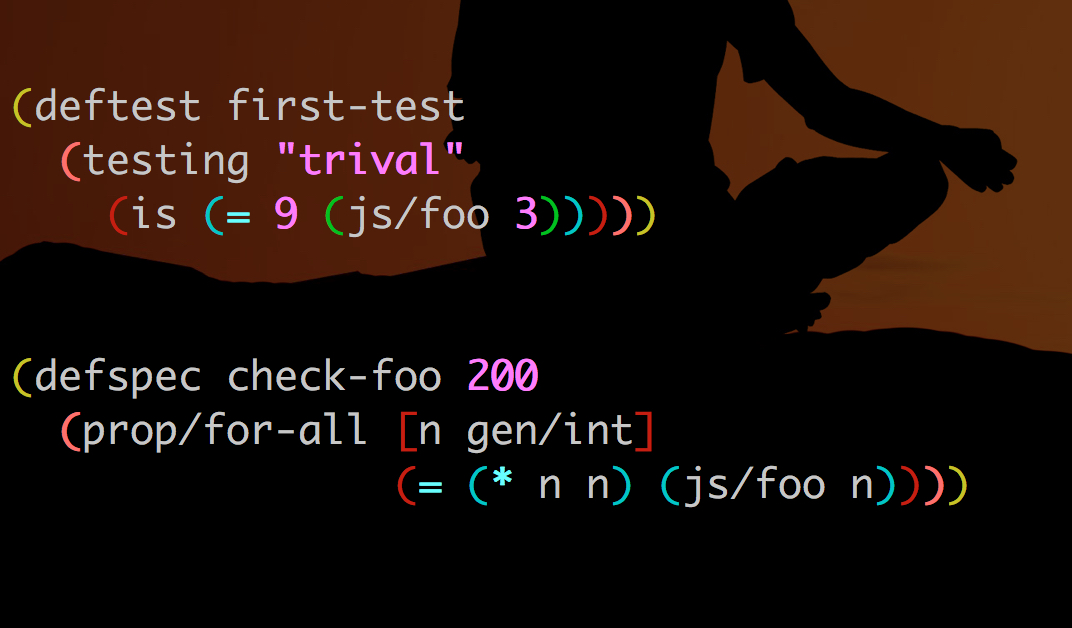 (deftest first-test
(testing "trival"
(is (= 9 (js/foo 3)))))
(defspec check-foo 200
(prop/for-all [n gen/int]
(= (* n n) (js/foo n))))